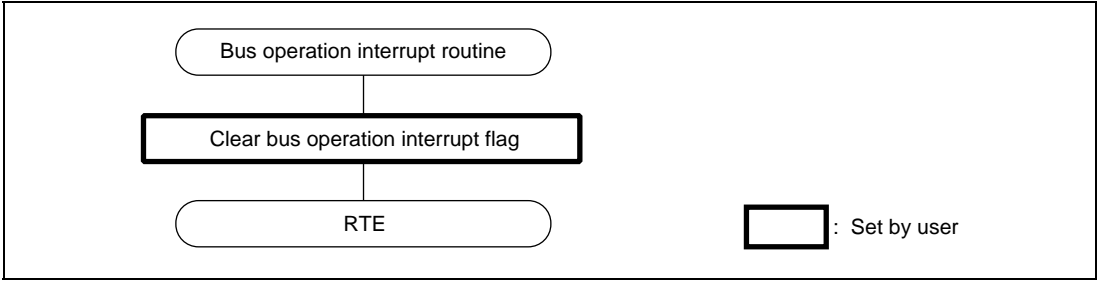 Bus operation interrupt routine
Clear bus operation interrupt flag
RTE
: Set by user